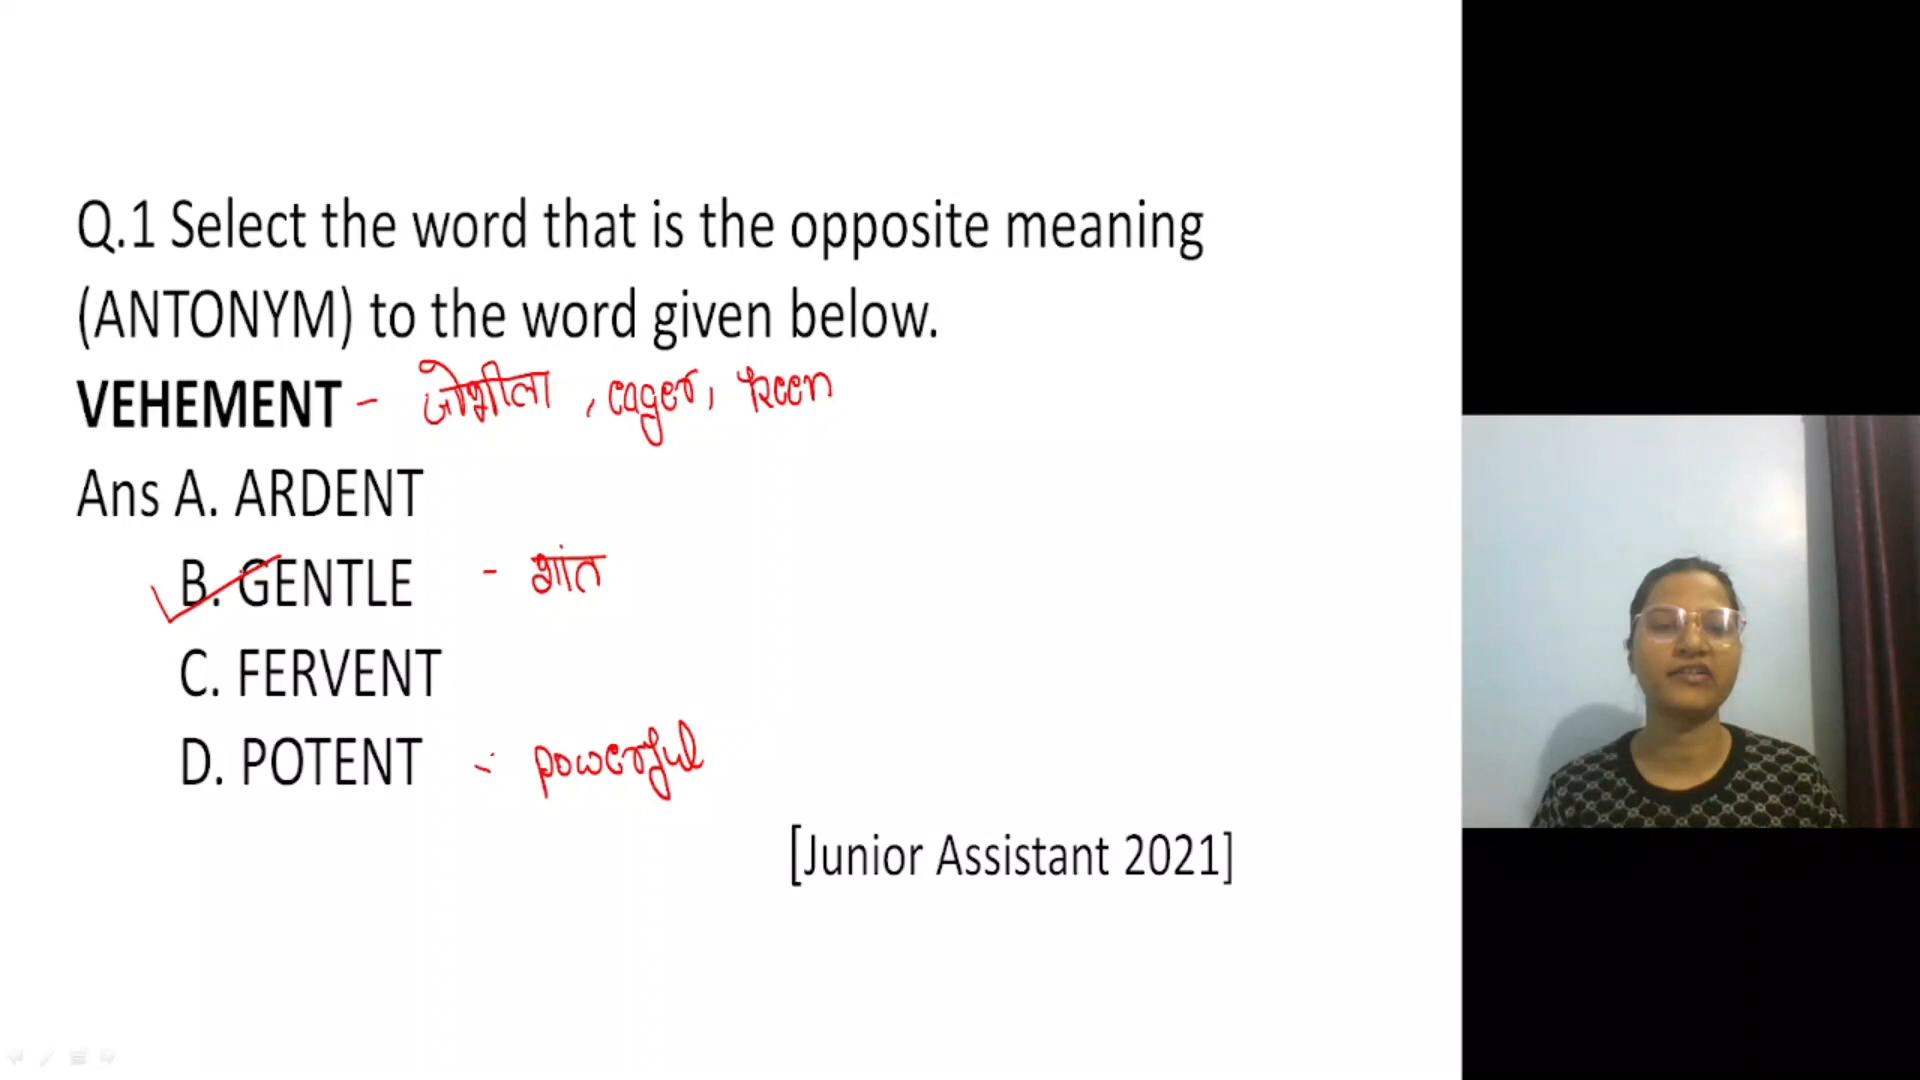 Q.1 Select the word that is the opposite meaning
(ANTONYM) to the word given below.
VEHEMENT - जोशीला, eager, keen
Ans A. ARDENT
B. GENTLE - शांत
C. FERVENT
D. POTENT - powerful
[Junior Assistant 2021]